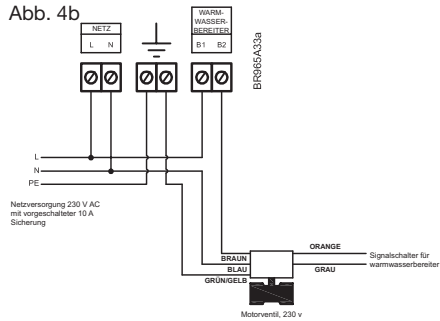 Abb. 4b
NETZ
L N
WARM-
WASSER-
BEREITER
B1 B2
BR965A33a
L
N
PE
Netzversorgung 230 V AC
mit vorgeschalteter 10 A
Sicherung
BRAUN
BLAU
GRÜN/GELB
ORANGE
GRAU
Signalschalter für
warmwasserbereiter
Motorventil, 230 v